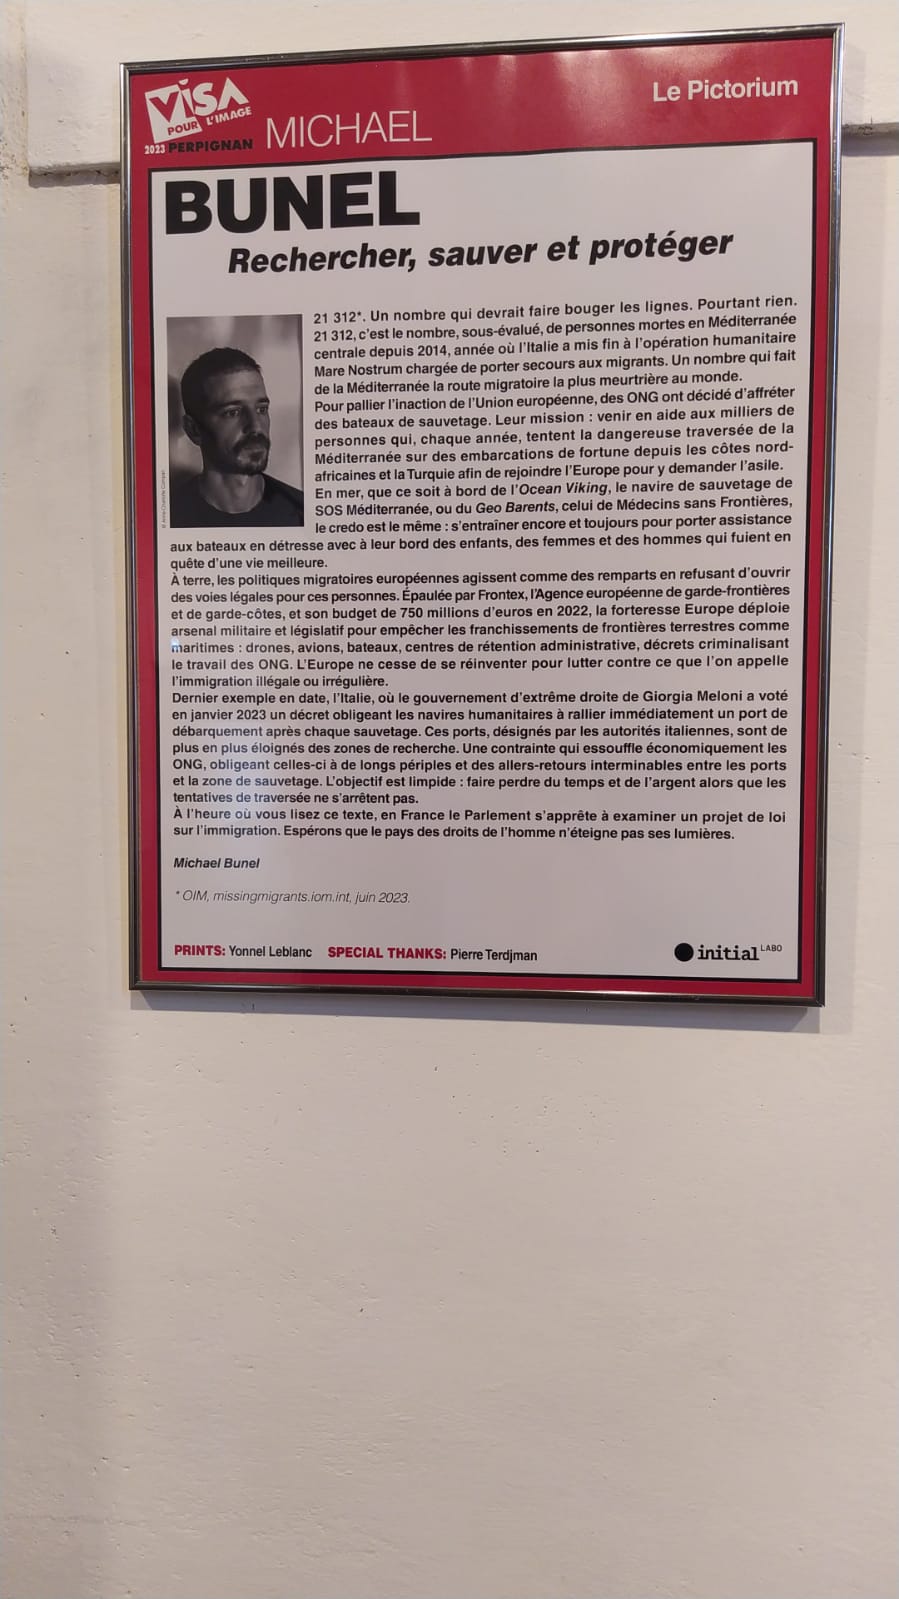 VISA
POUR L'IMAGE
2023 PERPIGNAN
MICHAEL
Le Pictorium
BUNEL
Rechercher, sauver et protéger
21 312*. Un nombre qui devrait faire bouger les lignes. Pourtant rien.
21 312, c'est le nombre, sous-évalué, de personnes mortes en Méditerranée
centrale depuis 2014, année où l'Italie a mis fin à l'opération humanitaire
Mare Nostrum chargée de porter secours aux migrants. Un nombre qui fait
de la Méditerranée la route migratoire la plus meurtrière au monde.
Pour pallier l'inaction de l'Union européenne, des ONG ont décidé d'affréter
des bateaux de sauvetage. Leur mission : venir en aide aux milliers de
personnes qui, chaque année, tentent la dangereuse traversée de la
Méditerranée sur des embarcations de fortune depuis les côtes nord-
africaines et la Turquie afin de rejoindre l'Europe pour y demander l'asile.
En mer, que ce soit à bord de l'Ocean Viking, le navire de sauvetage de
SOS Méditerranée, ou du Geo Barents, celui de Médecins sans Frontières,
le credo est le même : s'entraîner encore et toujours pour porter assistance
aux bateaux en détresse avec à leur bord des enfants, des femmes et des hommes qui fuient en
quête d'une vie meilleure.
À terre, les politiques migratoires européennes agissent comme des remparts en refusant d'ouvrir
des voies légales pour ces personnes. Épaulée par Frontex, l'Agence européenne de garde-frontières
et de garde-côtes, et son budget de 750 millions d'euros en 2022, la forteresse Europe déploie
arsenal militaire et législatif pour empêcher les franchissements de frontières terrestres comme
maritimes : drones, avions, bateaux, centres de rétention administrative, décrets criminalisant
le travail des ONG. L'Europe ne cesse de se réinventer pour lutter contre ce que l'on appelle
l'immigration illégale ou irrégulière.
Dernier exemple en date, l'Italie, où le gouvernement d'extrême droite de Giorgia Meloni a voté
en janvier 2023 un décret obligeant les navires humanitaires à rallier immédiatement un port de
débarquement après chaque sauvetage. Ces ports, désignés par les autorités italiennes, sont de
plus en plus éloignés des zones de recherche. Une contrainte qui essouffle économiquement les
ONG, obligeant celles-ci à de longs périples et des allers-retours interminables entre les ports
et la zone de sauvetage. L'objectif est limpide : faire perdre du temps et de l'argent alors que les
tentatives de traversée ne s'arrêtent pas.
À l'heure où vous lisez ce texte, en France le Parlement s'apprête à examiner un projet de loi
sur l'immigration. Espérons que le pays des droits de l'homme n'éteigne pas ses lumières.
Michael Bunel
* OIM, missingmigrants.iom.int, juin 2023.
PRINTS: Yonnel Leblanc SPECIAL THANKS: Pierre Terdjman
initial LABO